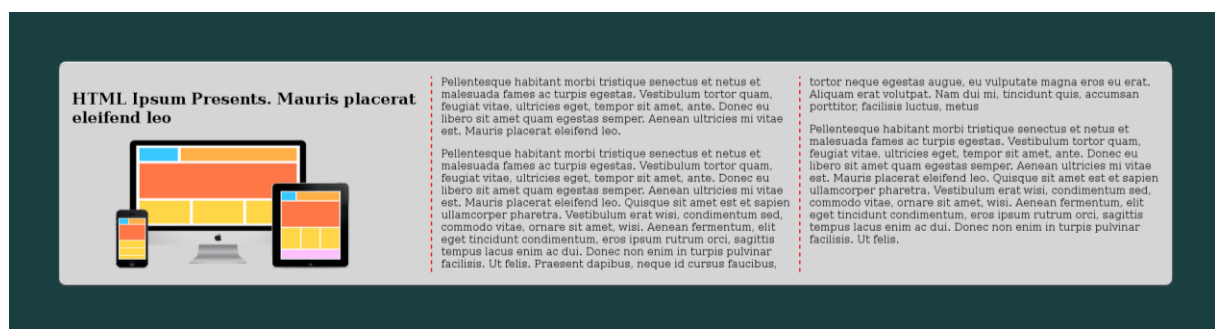 HTML Ipsum Presents. Mauris placerat
eleifend leo
Pellentesque habitant morbi tristique senectus et netus et
malesuada fames ac turpis egestas. Vestibulum tortor quam,
feugiat vitae, ultricies eget, tempor sit amet, ante. Donec eu
libero sit amet quam egestas semper. Aenean ultricies mi vitae
est. Mauris placerat eleifend leo.
Pellentesque habitant morbi tristique senectus et netus et
malesuada fames ac turpis egestas. Vestibulum tortor quam,
feugiat vitae, ultricies eget, tempor sit amet, ante. Donec eu
libero sit amet quam egestas semper. Aenean ultricies mi vitae
est. Mauris placerat eleifend leo. Quisque sit amet est et sapien
ullamcorper pharetra. Vestibulum erat wisi, condimentum sed,
commodo vitae, ornare sit amet, wisi. Aenean fermentum, elit
eget tincidunt condimentum, eros ipsum rutrum orci, sagittis
tempus lacus enim ac dui. Donec non enim in turpis pulvinar
facilisis. Ut felis. Praesent dapibus, neque id cursus faucibus,
tortor neque egestas augue, eu vulputate magna eros eu erat.
Aliquam erat volutpat. Nam dui mi, tincidunt quis, accumsan
porttitor, facilisis luctus, metus
Pellentesque habitant morbi tristique senectus et netus et
malesuada fames ac turpis egestas. Vestibulum tortor quam,
feugiat vitae, ultricies eget, tempor sit amet, ante. Donec eu
libero sit amet quam egestas semper. Aenean ultricies mi vitae
est. Mauris placerat eleifend leo. Quisque sit amet est et sapien
ullamcorper pharetra. Vestibulum erat wisi, condimentum sed,
commodo vitae, ornare sit amet, wisi. Aenean fermentum, elit
eget tincidunt condimentum, eros ipsum rutrum orci, sagittis
tempus lacus enim ac dui. Donec non enim in turpis pulvinar
facilisis. Ut felis.